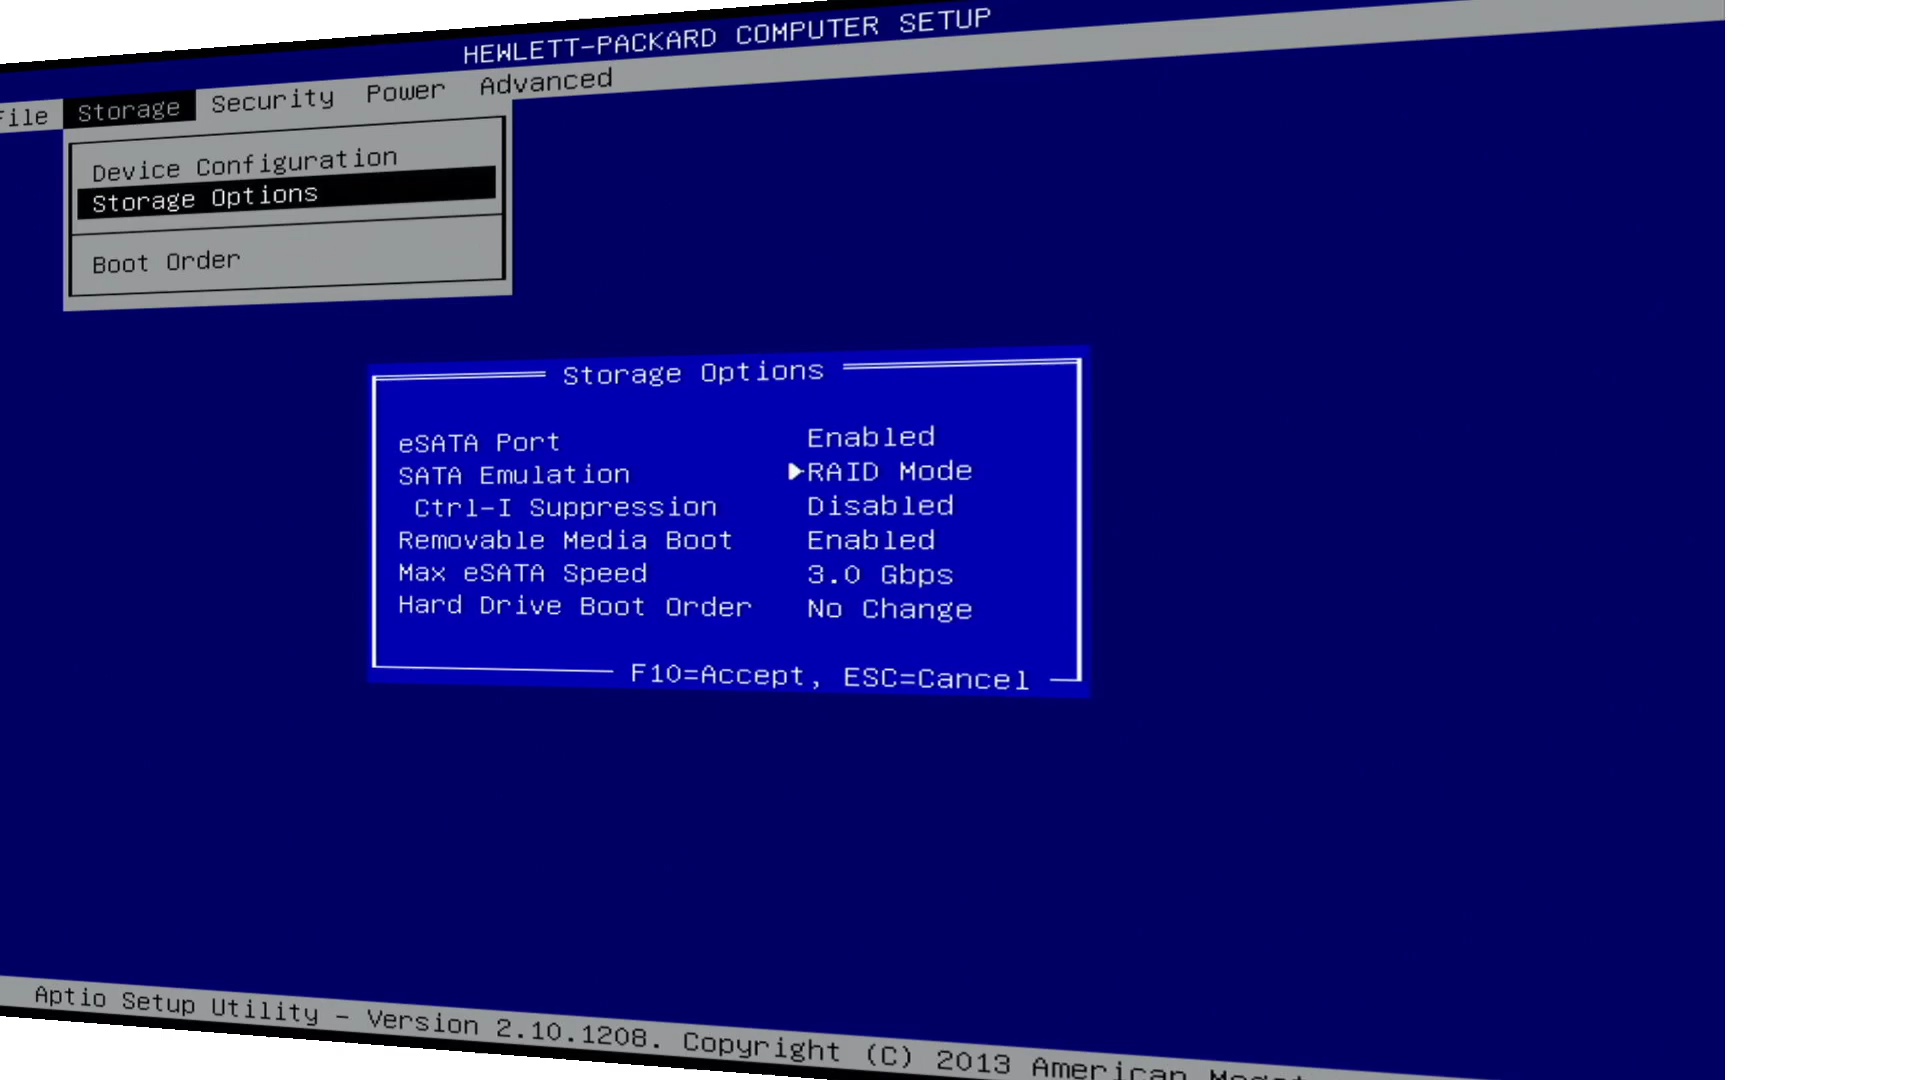 HEWLETT-PACKARD COMPUTER SETUP
File Storage Security Power Advanced
Device Configuration
Storage Options
Boot Order
Storage Options
eSATA Port Enabled
SATA Emulation ▶RAID Mode
Ctrl-I Suppression Disabled
Removable Media Boot Enabled
Max eSATA Speed 3.0 Gbps
Hard Drive Boot Order No Change
F10=Accept, ESC=Cancel
Aptio Setup Utility - Version 2.10.1208. Copyright (C) 2013 American